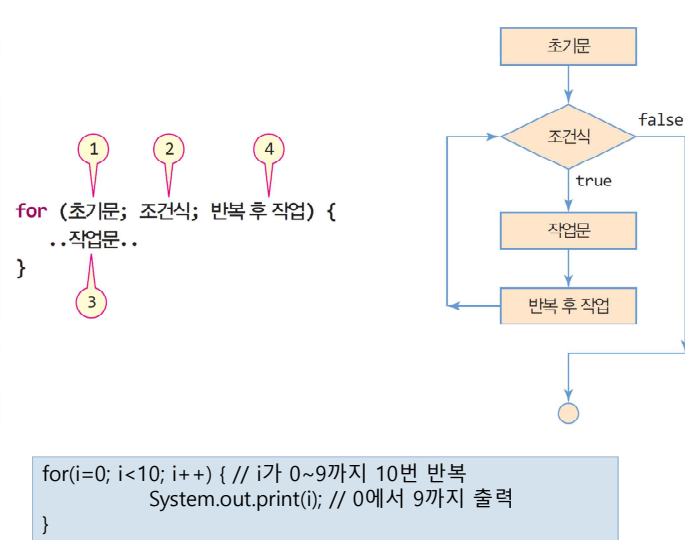 1
2
4
for (초기문; 조건식; 반복 후 작업) {
..작업문..
}
3
초기문
조건식
false
true
작업문
반복 후 작업
for(i=0; i<10; i++) { // i가 0~9까지 10번 반복
System.out.print(i); // 0에서 9까지 출력
}